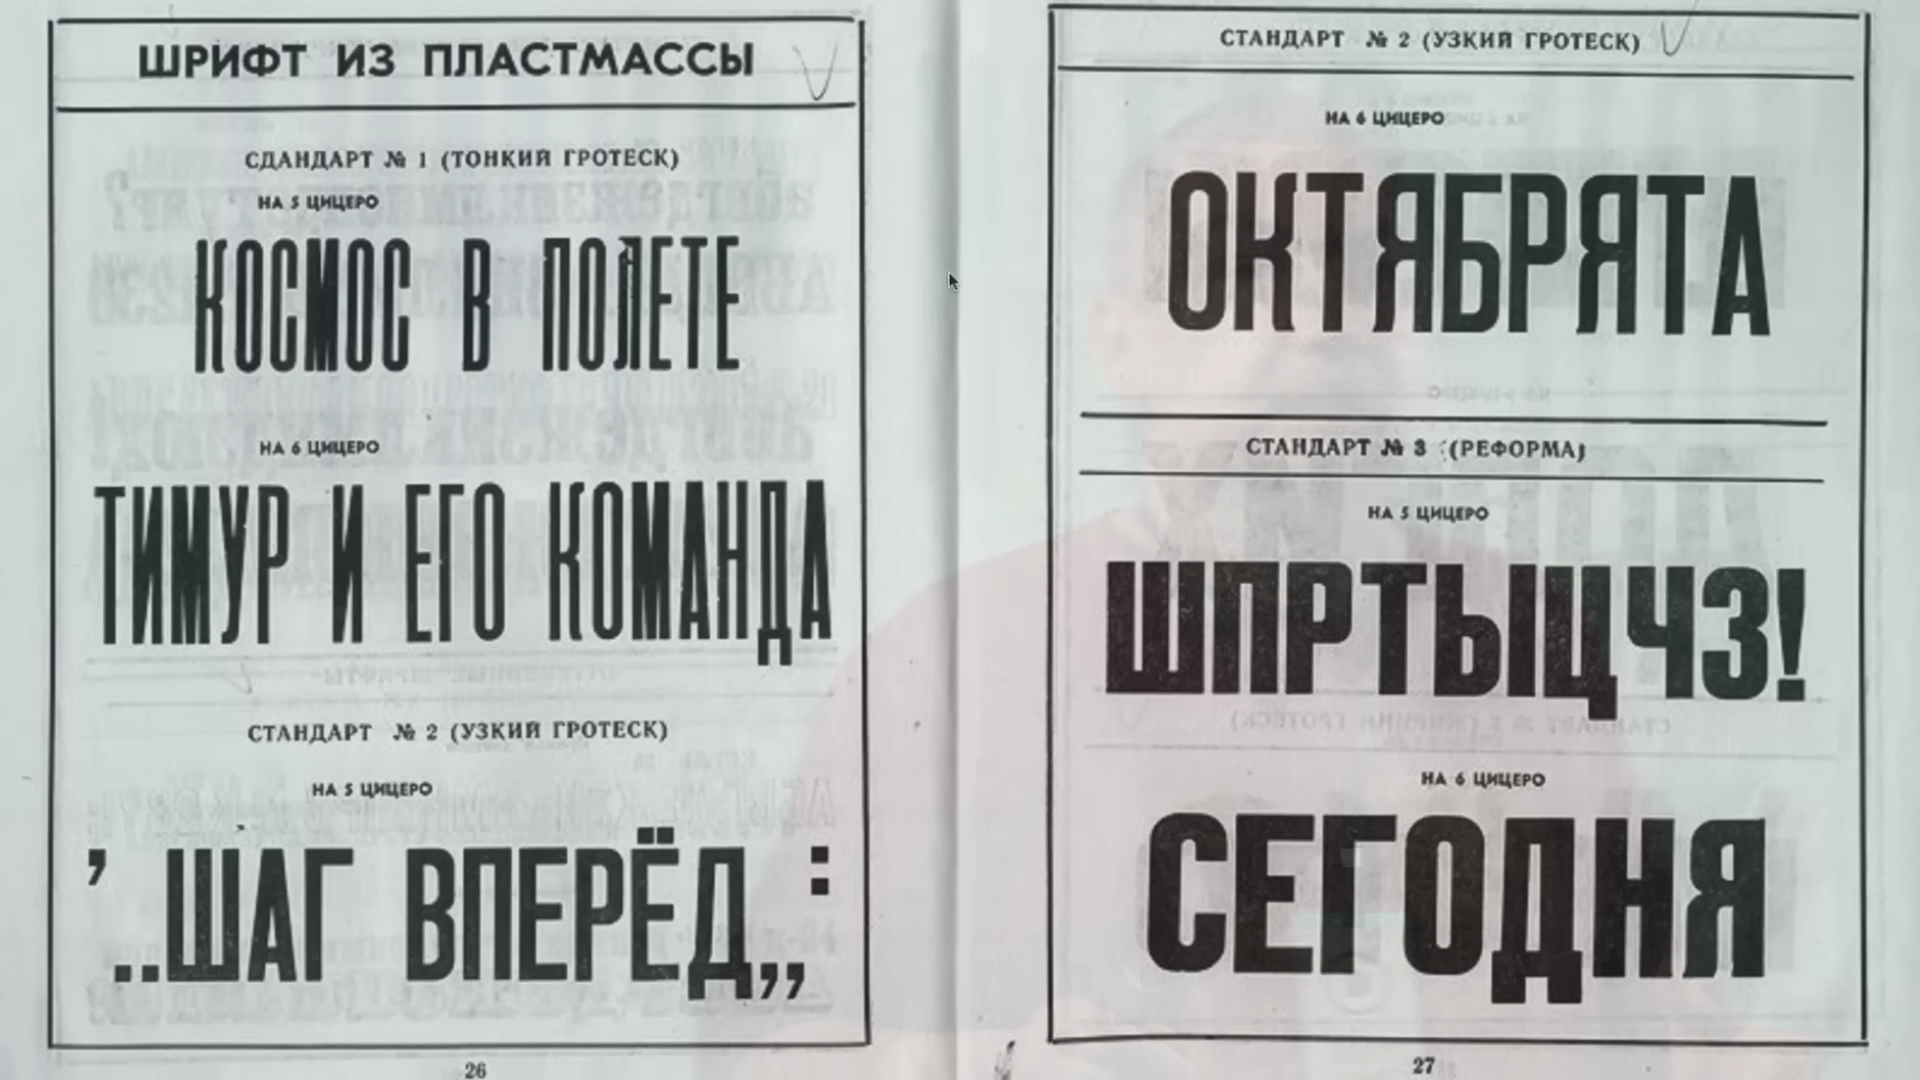 ШРИФТ ИЗ ПЛАСТМАССЫ
СДАНДАРТ № 1 (ТОНКИЙ ГРОТЕСК)
НА 5 ЦИЦЕРО
КОСМОС В ПОЛЕТЕ
НА 6 ЦИЦЕРО
ТИМУР И ЕГО КОМАНДА
СТАНДАРТ № 2 (УЗКИЙ ГРОТЕСК)
НА 5 ЦИЦЕРО
’..ШАГ ВПЕРЁД,,:
26
СТАНДАРТ № 2 (УЗКИЙ ГРОТЕСК)
НА 6 ЦИЦЕРО
ОКТЯБРЯТА
СТАНДАРТ № 3 (РЕФОРМА)
НА 5 ЦИЦЕРО
ШПРТЫЦЧЗ!
НА 6 ЦИЦЕРО
СЕГОДНЯ
27